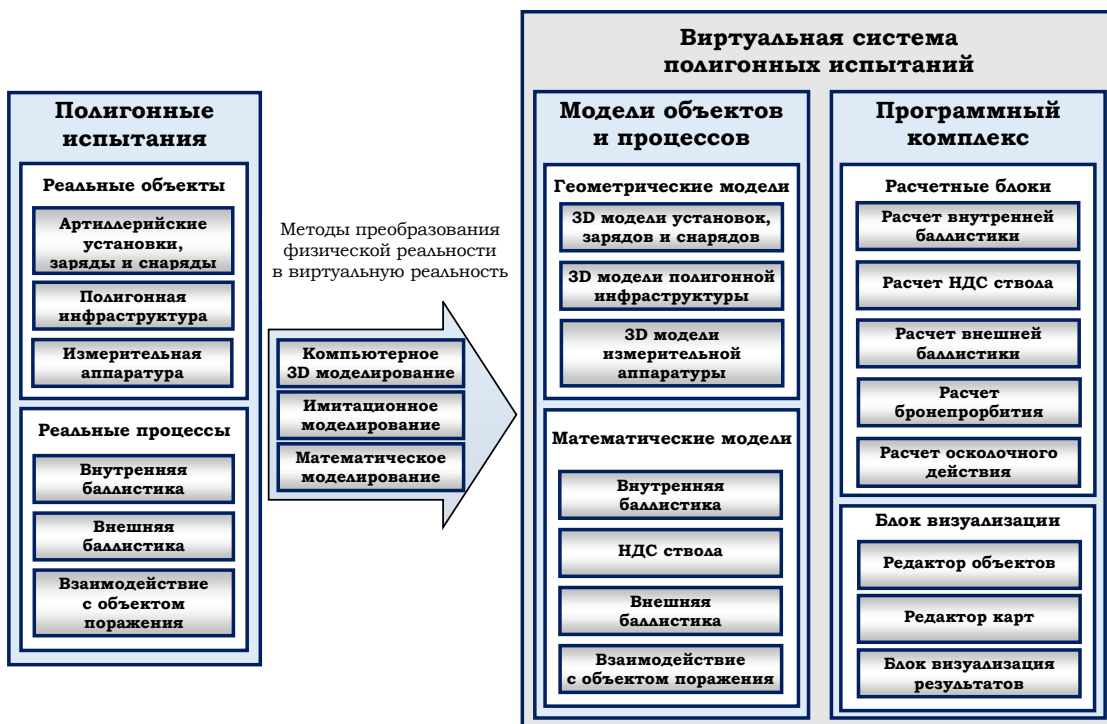 Полигонные
испытания
Реальные объекты
Артиллерийские
установки,
заряды и снаряды
Полигонная
инфраструктура
Измерительная
аппаратура
Реальные процессы
Внутренняя
баллистика
Внешняя
баллистика
Взаимодействие
с объектом
поражения
Методы преобразования
физической реальности
в виртуальную реальность
Компьютерное
3D моделирование
Имитационное
моделирование
Математическое
моделирование
Виртуальная система
полигонных испытаний
Модели объектов
и процессов
Геометрические модели
3D модели установок,
зарядов и снарядов
3D модели полигонной
инфраструктуры
3D модели
измерительной
аппаратуры
Математические модели
Внутренняя
баллистика
НДС ствола
Внешняя
баллистика
Взаимодействие
с объектом поражения
Программный
комплекс
Расчетные блоки
Расчет внутренней
баллистики
Расчет НДС ствола
Расчет внешней
баллистики
Расчет
бронепрорбития
Расчет осколочного
действия
Блок визуализации
Редактор объектов
Редактор карт
Блок визуализация
результатов